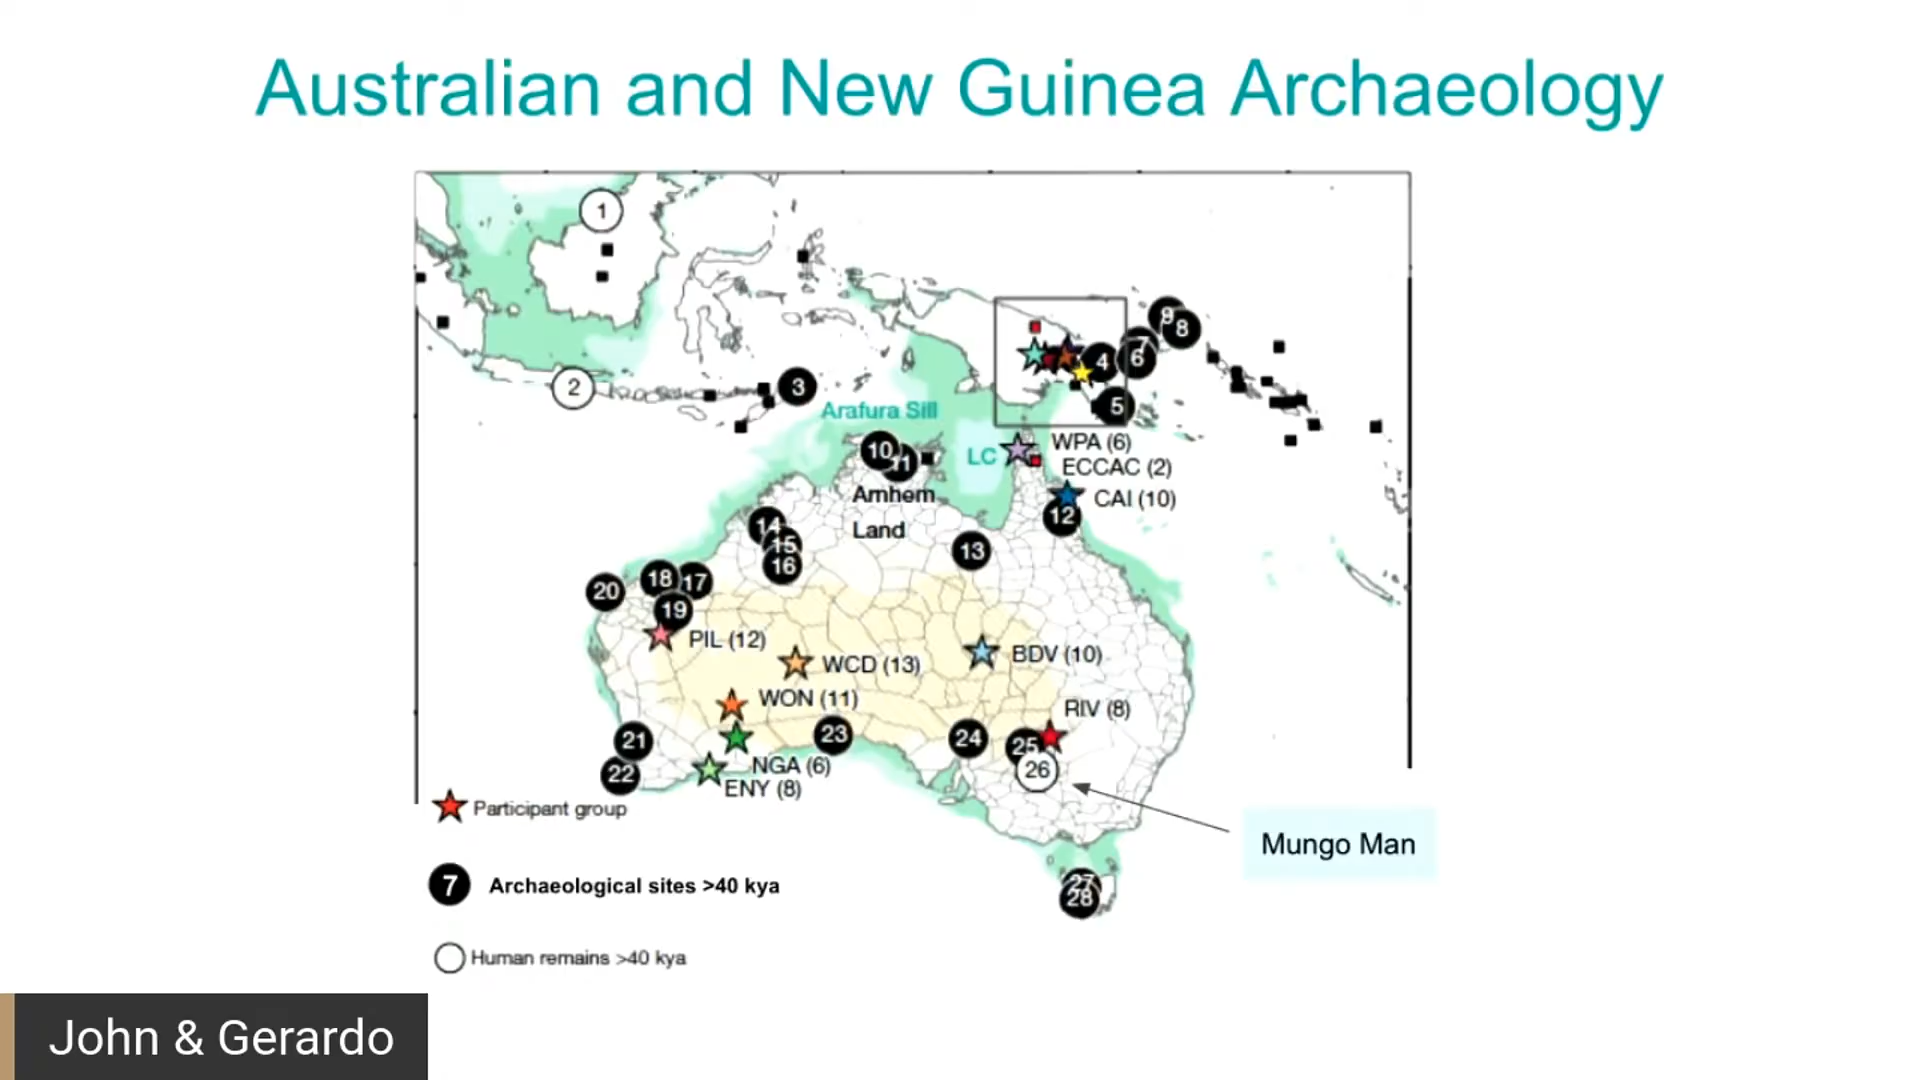 Australian and New Guinea Archaeology
1
9
8
7
4
6
2
3
5
Arafura Sill
10
11
LC
WPA (6)
ECCAC (2)
Arnhem
Land
CAI (10)
12
14
15
16
13
18
17
20
19
PIL (12)
WCD (13)
BDV (10)
WON (11)
RIV (8)
21
23
24
25
22
NGA (6)
26
ENY (8)
Participant group
Mungo Man
7 Archaeological sites >40 kya
27
28
Human remains >40 kya
John & Gerardo